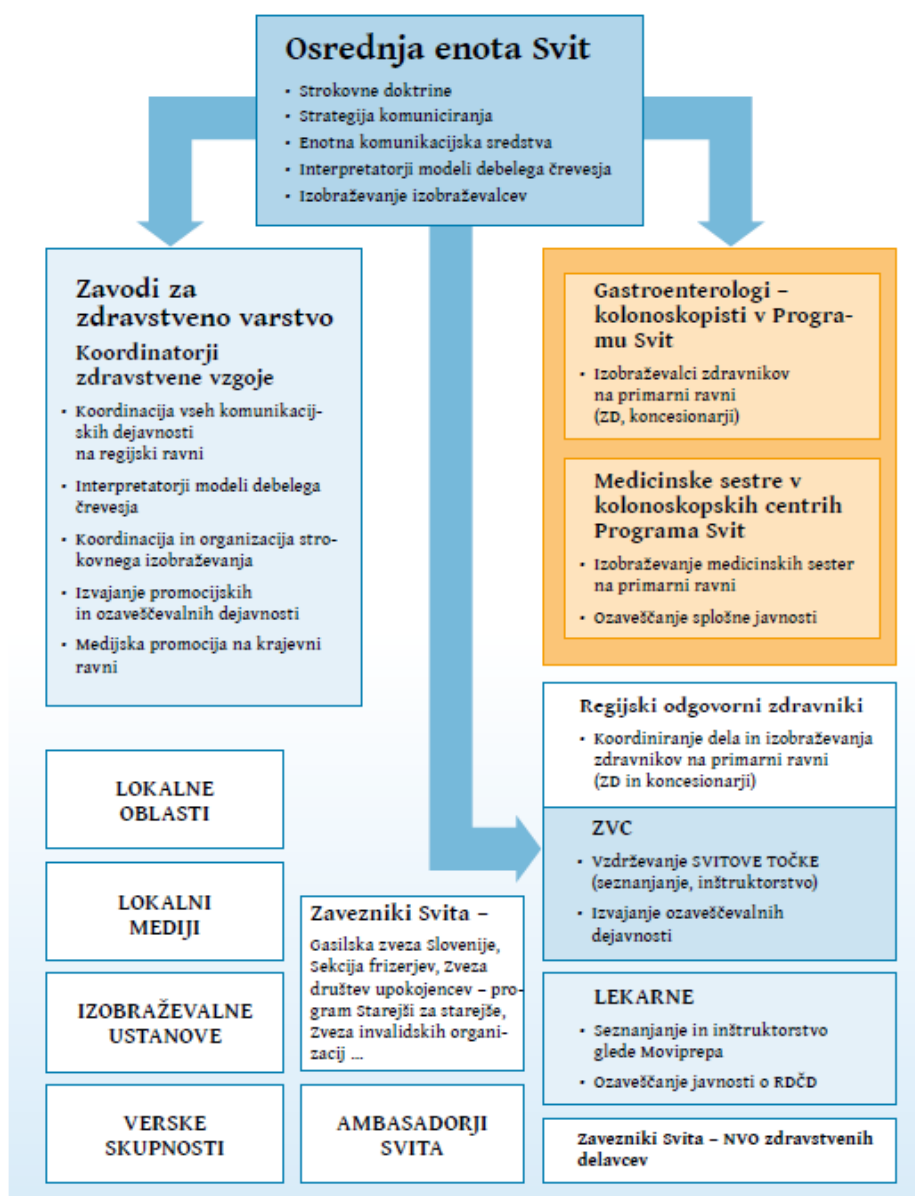 Osrednja enota Svit
• Strokovne doktrine
• Strategija komuniciranja
• Enotna komunikacijska sredstva
• Interpretatorji modeli debelega črevesja
• Izobraževanje izobraževalcev
Zavodi za
zdravstveno varstvo
Koordinatorji
zdravstvene vzgoje
• Koordinacija vseh komunikacij-
skih dejavnosti
na regijski ravni
• Interpretatorji modeli debelega
črevesja
• Koordinacija in organizacija stro-
kovnega izobraževanja
• Izvajanje promocijskih
in ozaveščevalnih dejavnosti
• Medijska promocija na krajevni
ravni
Gastroenterologi –
kolonoskopisti v Progra-
mu Svit
• Izobraževalci zdravnikov
na primarni ravni
(ZD, koncesionarji)
Medicinske sestre v
kolonoskopskih centrih
Programa Svit
• Izobraževanje medicinskih sester
na primarni ravni
• Ozaveščanje splošne javnosti
Regijski odgovorni zdravniki
• Koordiniranje dela in izobraževanja
zdravnikov na primarni ravni
(ZD in koncesionarji)
ZVC
• Vzdrževanje SVITOVE TOČKE
(seznanjanje, inštruktorstvo)
• Izvajanje ozaveščevalnih
dejavnosti
LEKARNE
• Seznanjanje in inštruktorstvo
glede Moviprepa
• Ozaveščanje javnosti o RDČD
Zavezniki Svita – NVO zdravstvenih
delavcev
LOKALNE
OBLASTI
LOKALNI
MEDIJI
IZOBRAŽEVALNE
USTANOVE
VERSKE
SKUPNOSTI
Zavezniki Svita –
Gasilska zveza Slovenije,
Sekcija frizerjev, Zveza
društev upokojencev – pro-
gram Starejši za starejše,
Zveza invalidskih organi-
zacij ...
AMBASADORJI
SVITA